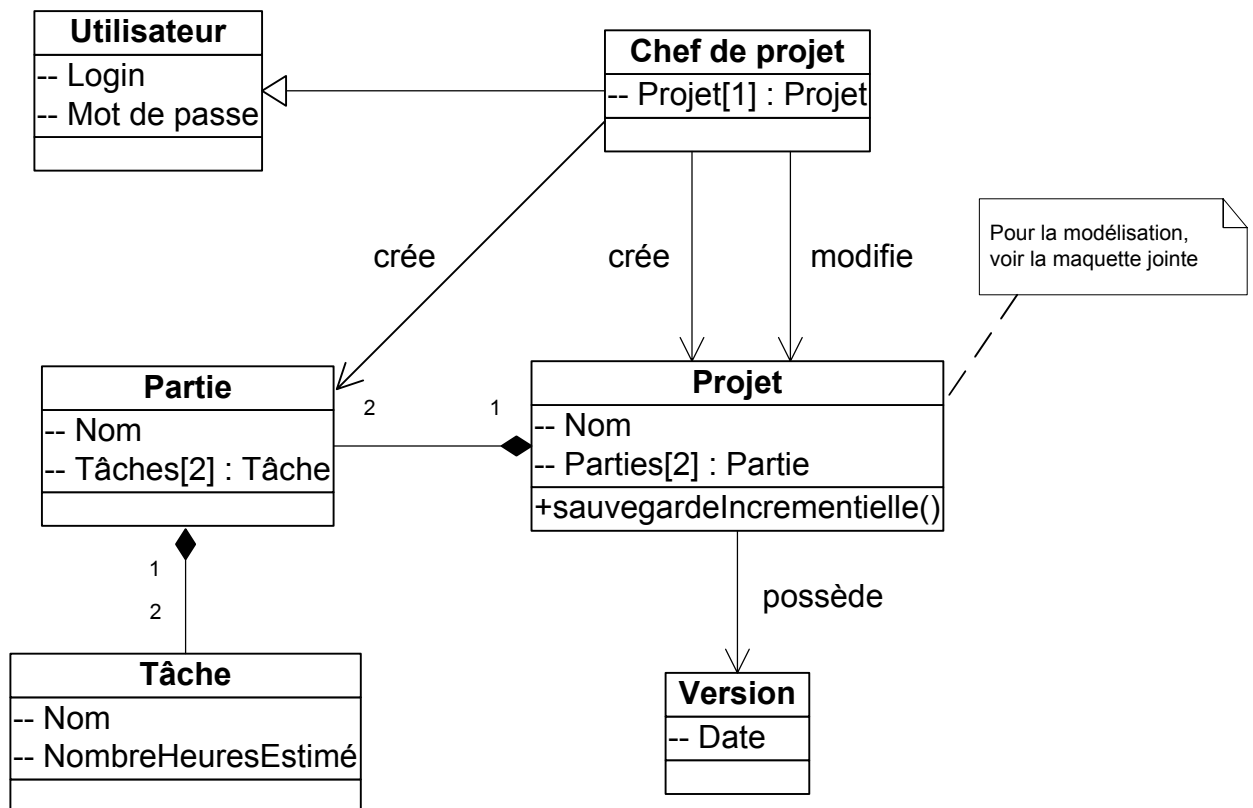 Utilisateur
-- Login
-- Mot de passe
Chef de projet
-- Projet[1] : Projet
crée
crée
modifie
Pour la modélisation,
voir la maquette jointe
Partie
-- Nom
-- Tâches[2] : Tâche
2
1
Projet
-- Nom
-- Parties[2] : Partie
+sauvegardeIncrementielle()
1
2
possède
Tâche
-- Nom
-- NombreHeuresEstimé
Version
-- Date